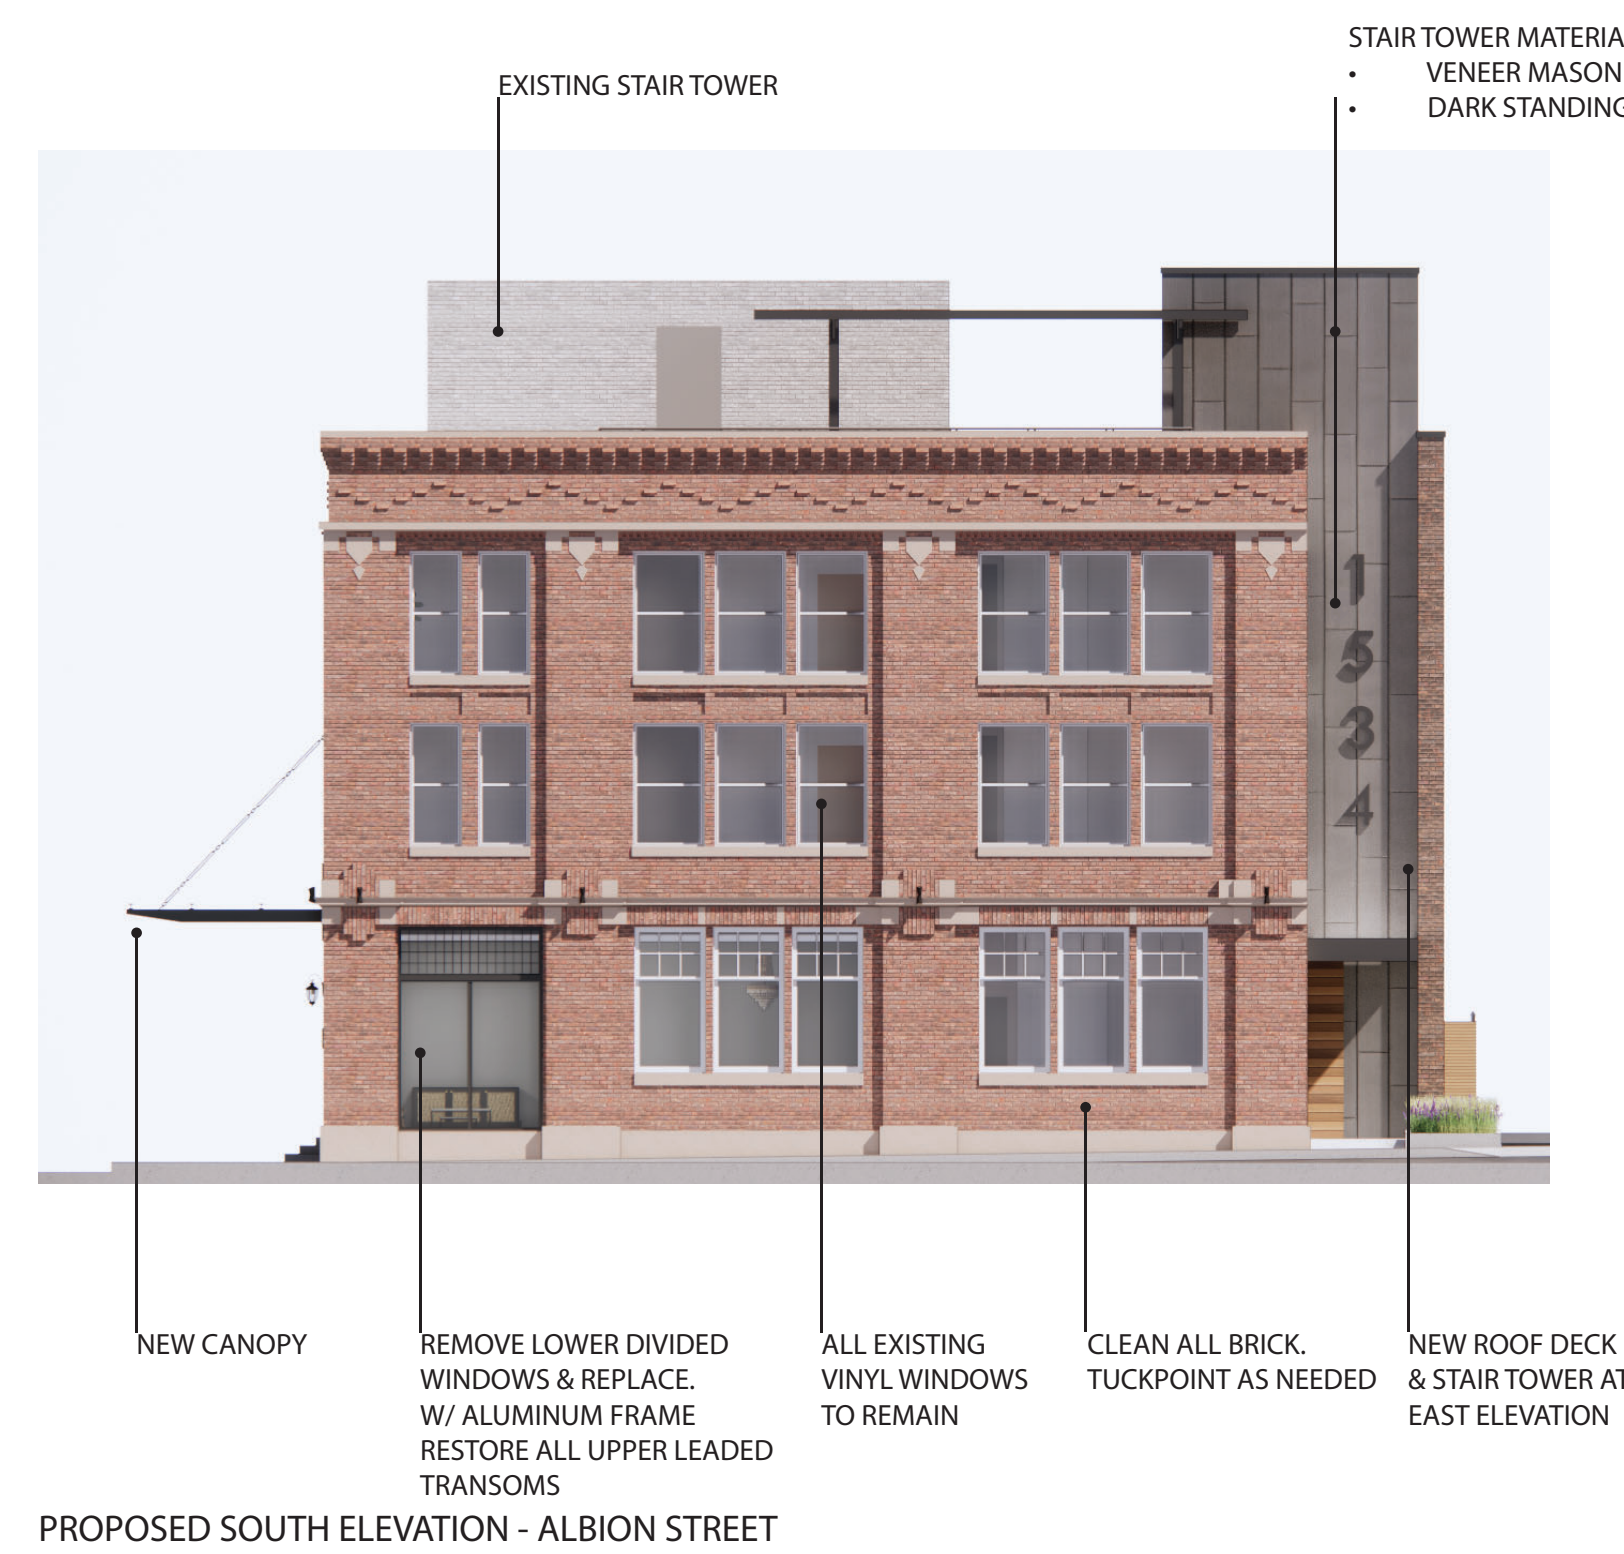 STAIR TOWER MATERIA
• VENEER MASON
• DARK STANDING
EXISTING STAIR TOWER
1
5
3
4
NEW CANOPY
REMOVE LOWER DIVIDED
WINDOWS & REPLACE.
W/ ALUMINUM FRAME
RESTORE ALL UPPER LEADED
TRANSOMS
ALL EXISTING
VINYL WINDOWS
TO REMAIN
CLEAN ALL BRICK.
TUCKPOINT AS NEEDED
NEW ROOF DECK
& STAIR TOWER AT
EAST ELEVATION
PROPOSED SOUTH ELEVATION - ALBION STREET